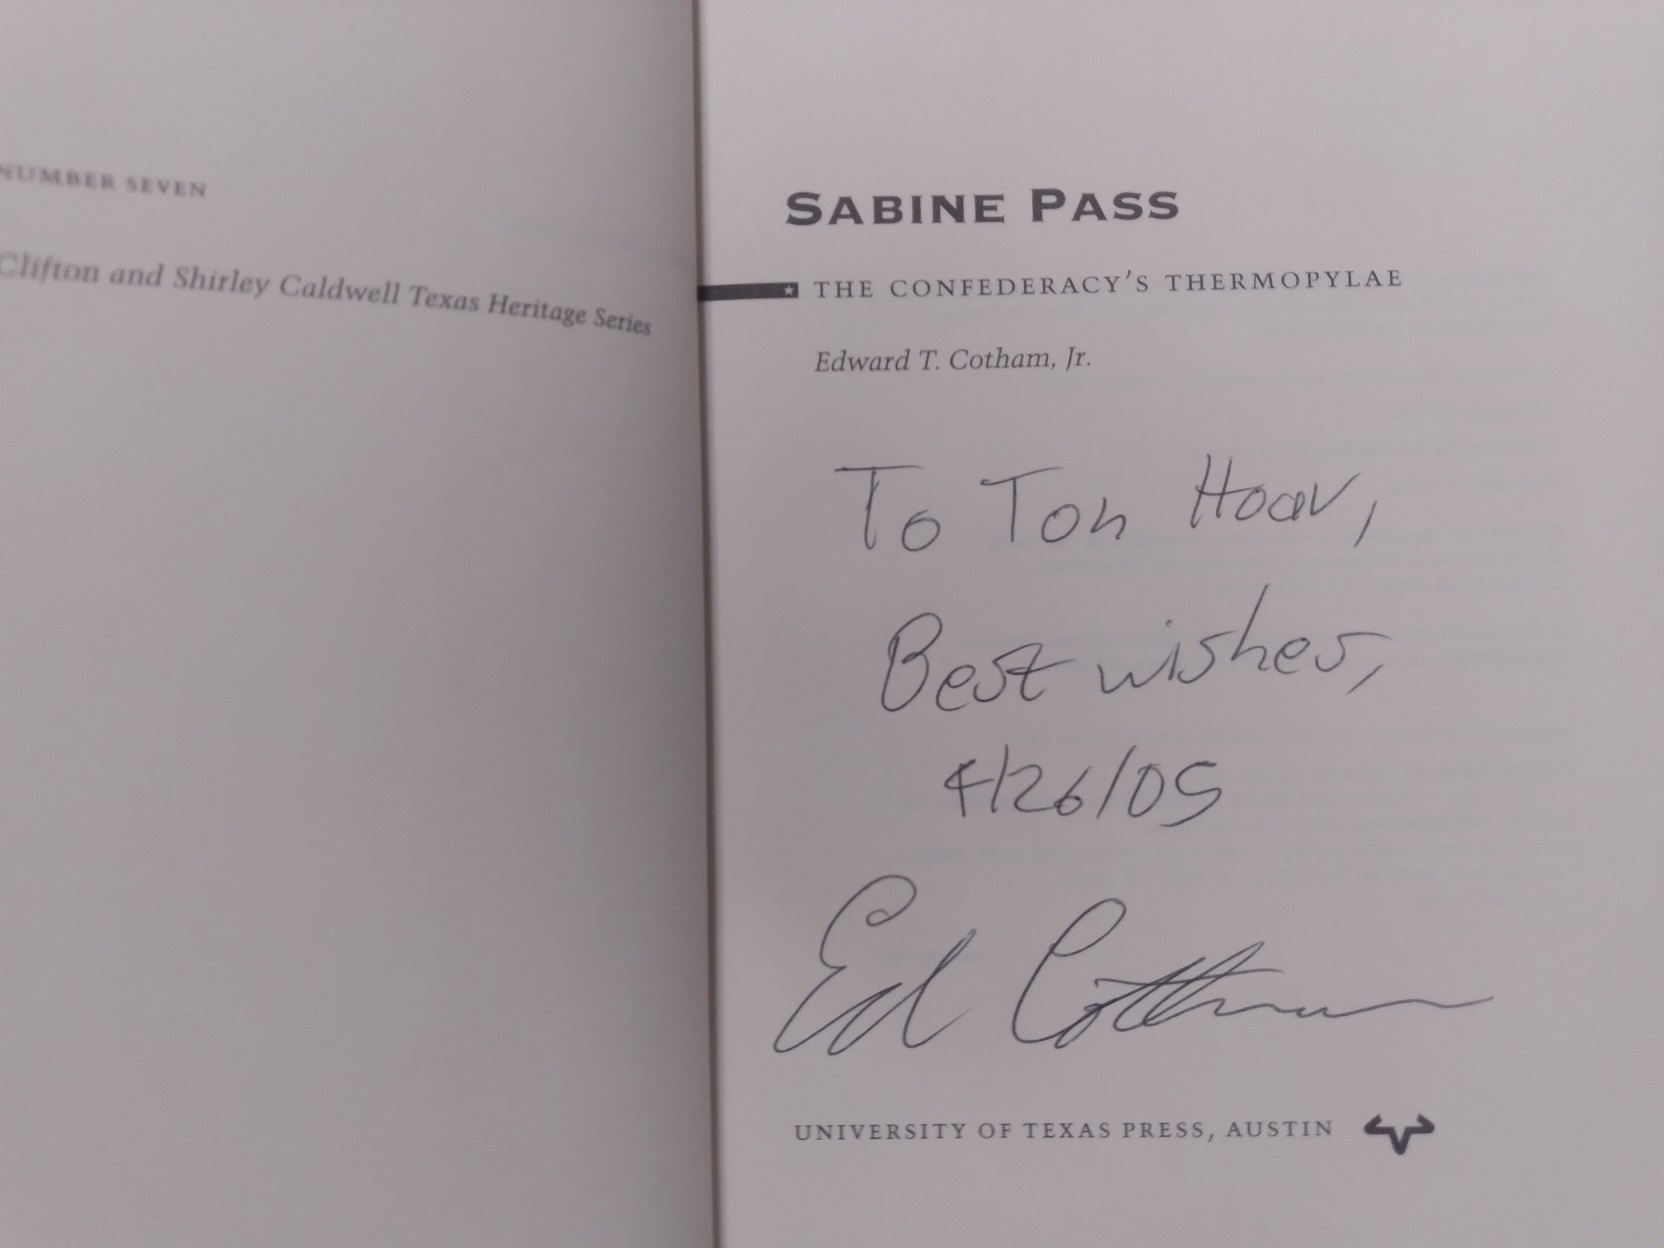 NUMBER SEVEN
Clifton and Shirley Caldwell Texas Heritage Series
SABINE PASS
THE CONFEDERACY'S THERMOPYLAE
Edward T. Cotham, Jr.
To Ton Hoar,
Best wishes,
4/26/05
Ed Cotham
UNIVERSITY OF TEXAS PRESS, AUSTIN